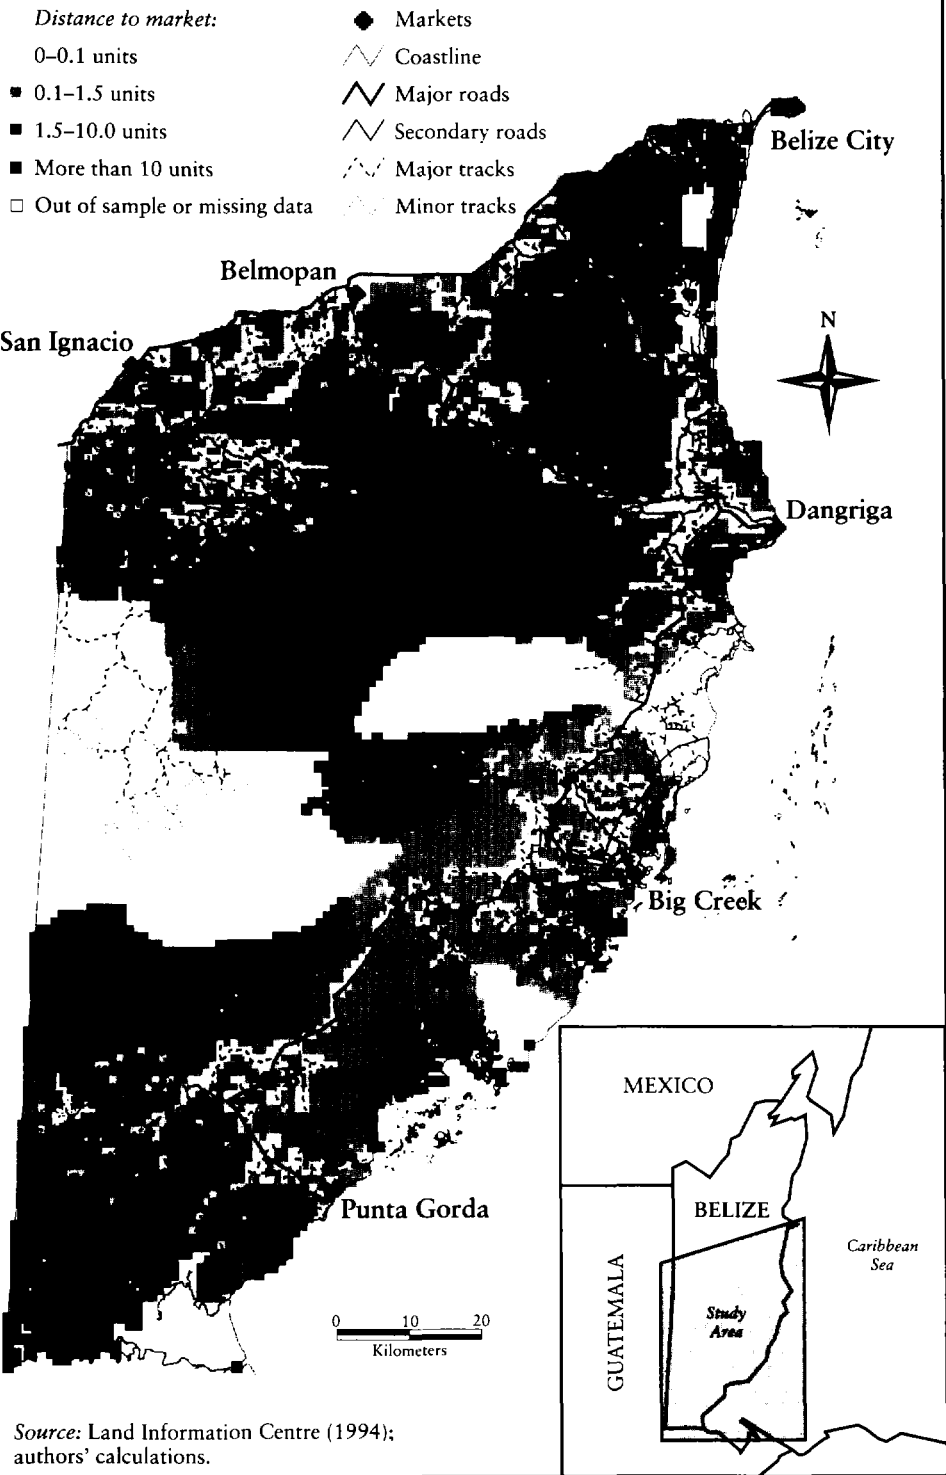 Distance to market:
0–0.1 units
0.1–1.5 units
1.5–10.0 units
More than 10 units
Out of sample or missing data
Markets
Coastline
Major roads
Secondary roads
Major tracks
Minor tracks
Belize City
Belmopan
San Ignacio
N
Dangriga
Big Creek
Punta Gorda
0 10 20
Kilometers
MEXICO
BELIZE
GUATEMALA
Caribbean
Sea
Study
Area
Source: Land Information Centre (1994);
authors' calculations.